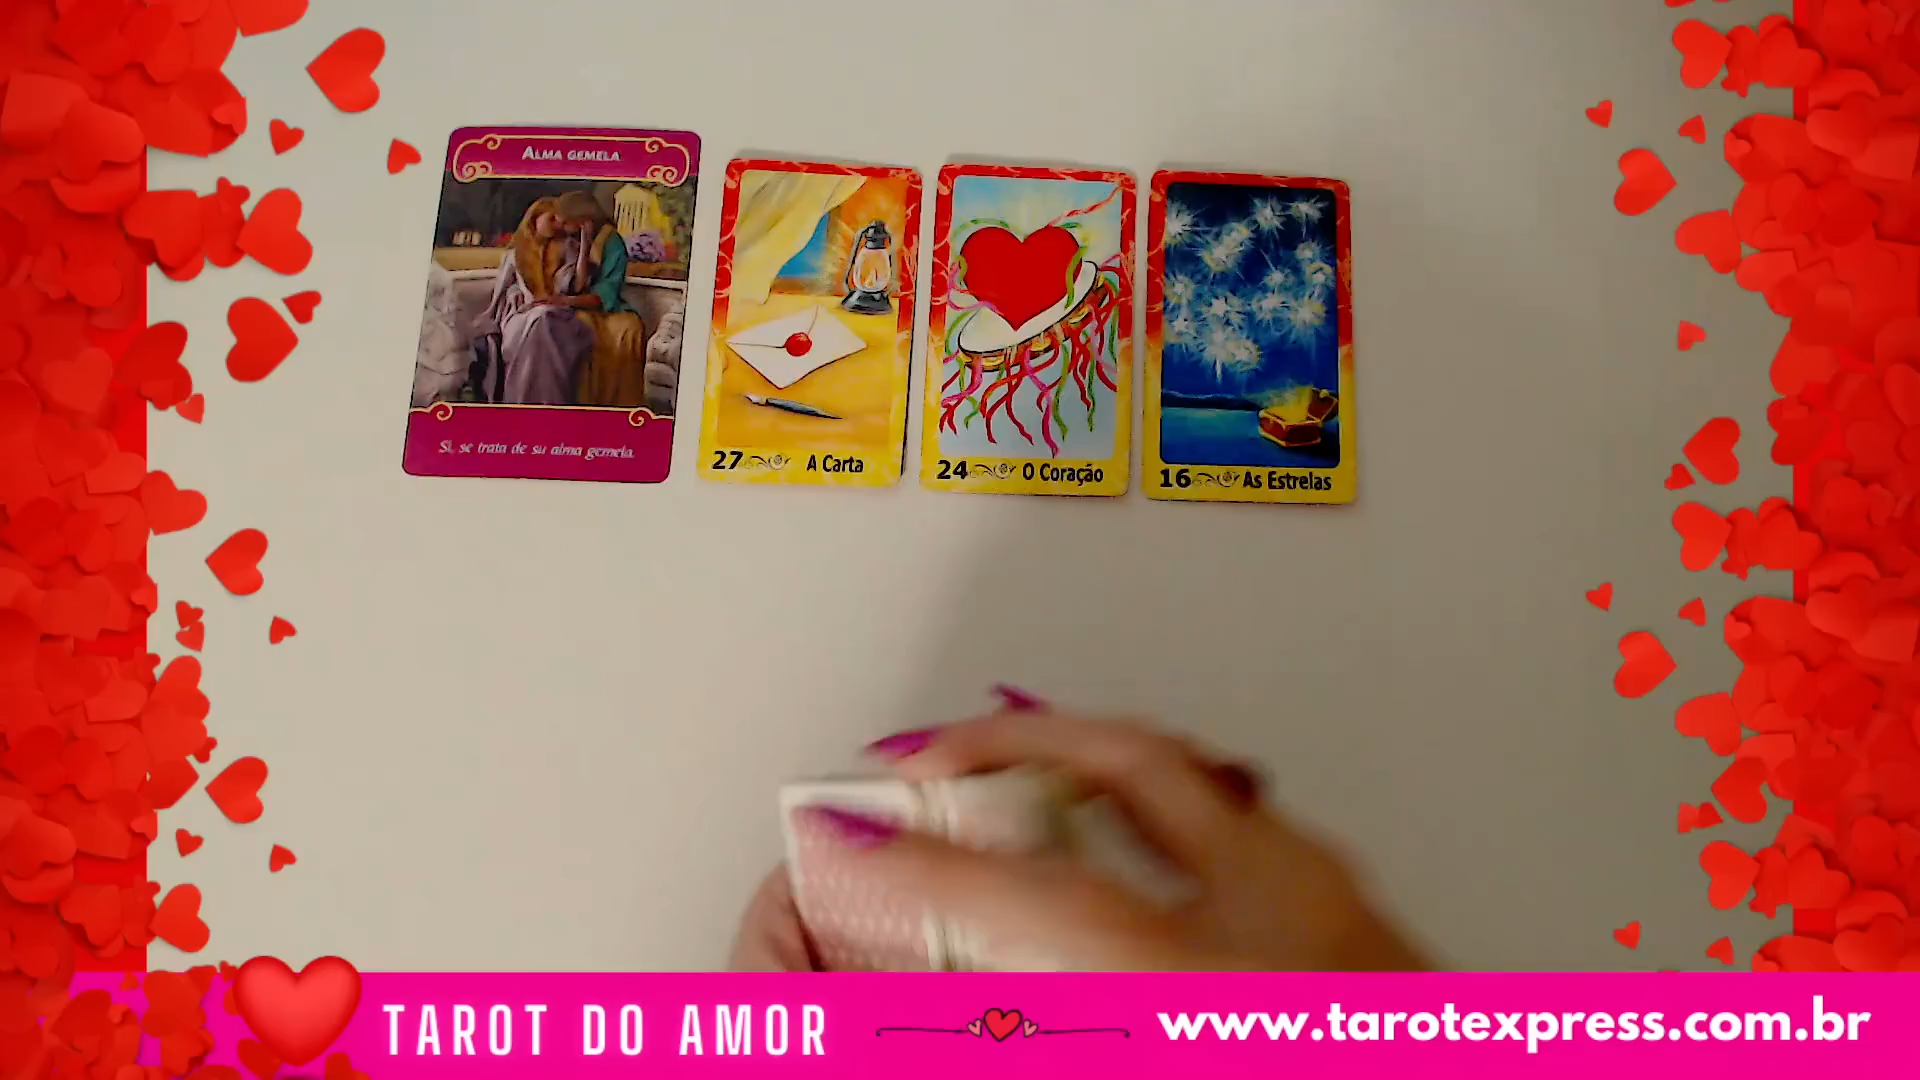 ALMA GEMELA
Sí, se trata de su alma gemela.
27 A Carta
24 O Coração
16 As Estrelas
TAROT DO AMOR
www.tarotexpress.com.br